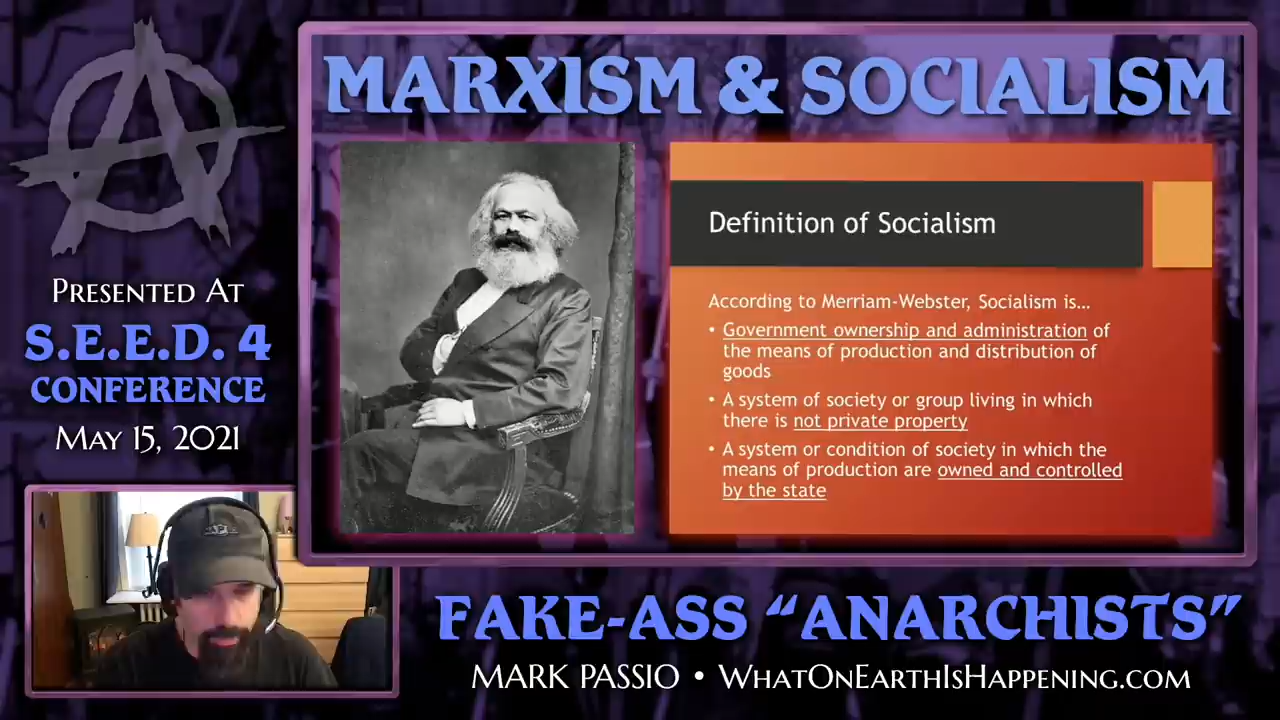 MARXISM & SOCIALISM
PRESENTED AT
S.E.E.D. 4
CONFERENCE
MAY 15, 2021
Definition of Socialism
According to Merriam-Webster, Socialism is...
• Government ownership and administration of
the means of production and distribution of
goods
• A system of society or group living in which
there is not private property
• A system or condition of society in which the
means of production are owned and controlled
by the state
FAKE-ASS “ANARCHISTS”
MARK PASSIO • WHATONEARTHISHAPPENING.COM